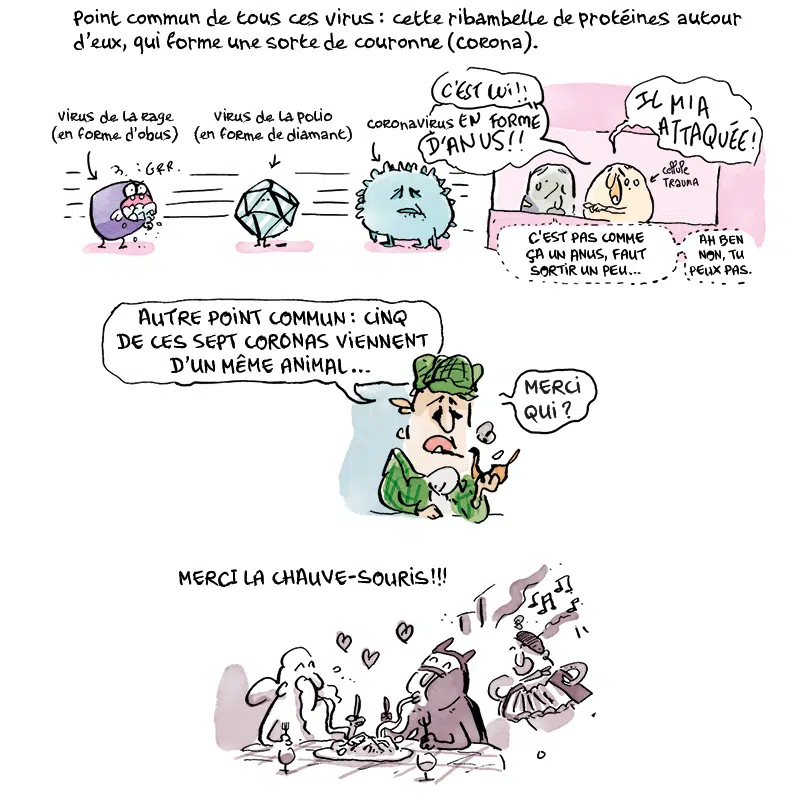 Point commun de tous ces virus : cette ribambelle de protéines autour
d'eux, qui forme une sorte de couronne (corona).
virus de la rage
(en forme d'obus)
GRR.
virus de la polio
(en forme de diamant)
coronavirus
C'EST LUI!!
EN FORME
D'ANUS!!
IL M'A
ATTAQUÉE!
cellule
TRAUMA
C'EST PAS COMME
ÇA UN ANUS, FAUT
SORTIR UN PEU...
AH BEN
NON, TU
PEUX PAS.
AUTRE POINT COMMUN : CINQ
DE CES SEPT CORONAS VIENNENT
D'UN MÊME ANIMAL...
MERCI
QUI ?
MERCI LA CHAUVE-SOURIS!!!